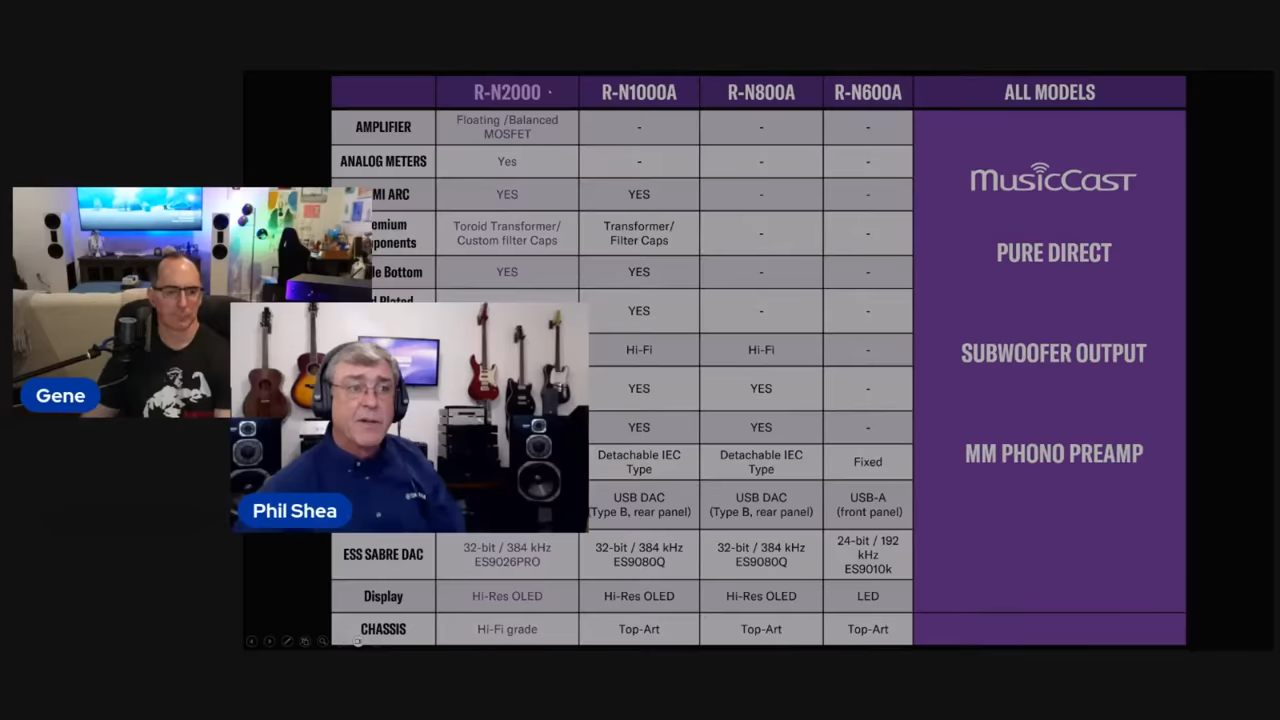 R-N2000
R-N1000A
R-N800A
R-N600A
ALL MODELS
AMPLIFIER
Floating /Balanced
MOSFET
-
-
-
ANALOG METERS
Yes
-
-
-
MI ARC
YES
YES
-
-
emium
ponents
Toroid Transformer/
Custom filter Caps
Transformer/
Filter Caps
-
-
le Bottom
YES
YES
-
-
d Plated
YES
-
-
Hi-Fi
Hi-Fi
-
YES
YES
-
YES
YES
-
Detachable IEC
Type
Detachable IEC
Type
Fixed
USB DAC
(Type B, rear panel)
USB DAC
(Type B, rear panel)
USB-A
(front panel)
ESS SABRE DAC
32-bit / 384 kHz
ES9026PRO
32-bit / 384 kHz
ES9080Q
32-bit / 384 kHz
ES9080Q
24-bit / 192
kHz
ES9010k
Display
Hi-Res OLED
Hi-Res OLED
Hi-Res OLED
LED
CHASSIS
Hi-Fi grade
Top-Art
Top-Art
Top-Art
MusicCast
PURE DIRECT
SUBWOOFER OUTPUT
MM PHONO PREAMP
Gene
Phil Shea